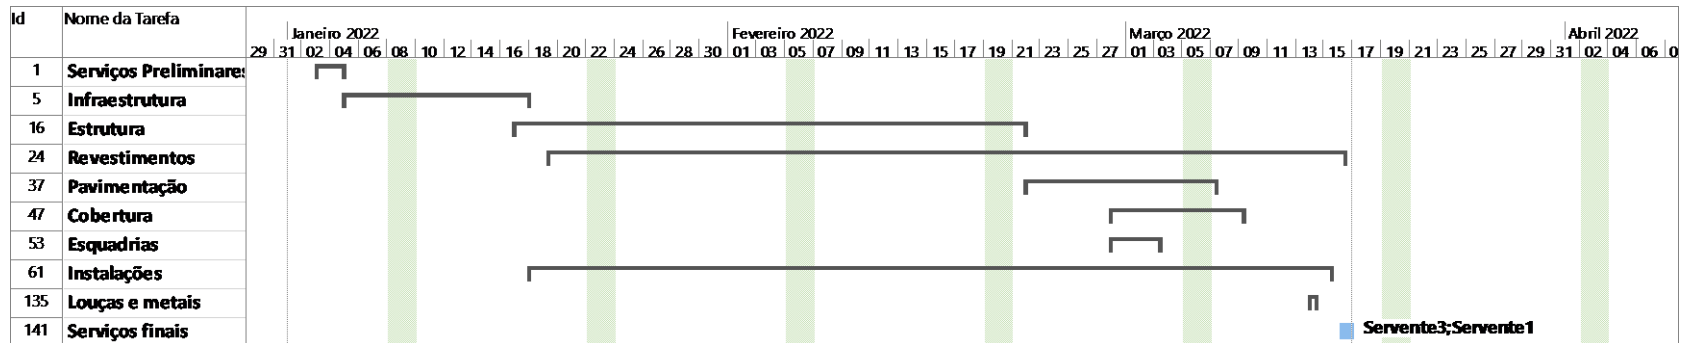 Id Nome da Tarefa
Janeiro 2022 Fevereiro 2022 Março 2022 Abril 2022
29 31 02 04 06 08 10 12 14 16 18 20 22 24 26 28 30 01 03 05 07 09 11 13 15 17 19 21 23 25 27 01 03 05 07 09 11 13 15 17 19 21 23 25 27 29 31 02 04 06 0
1 Serviços Preliminares
5 Infraestrutura
16 Estrutura
24 Revestimentos
37 Pavimentação
47 Cobertura
53 Esquadrias
61 Instalações
135 Louças e metais
141 Serviços finais Servente3;Servente1